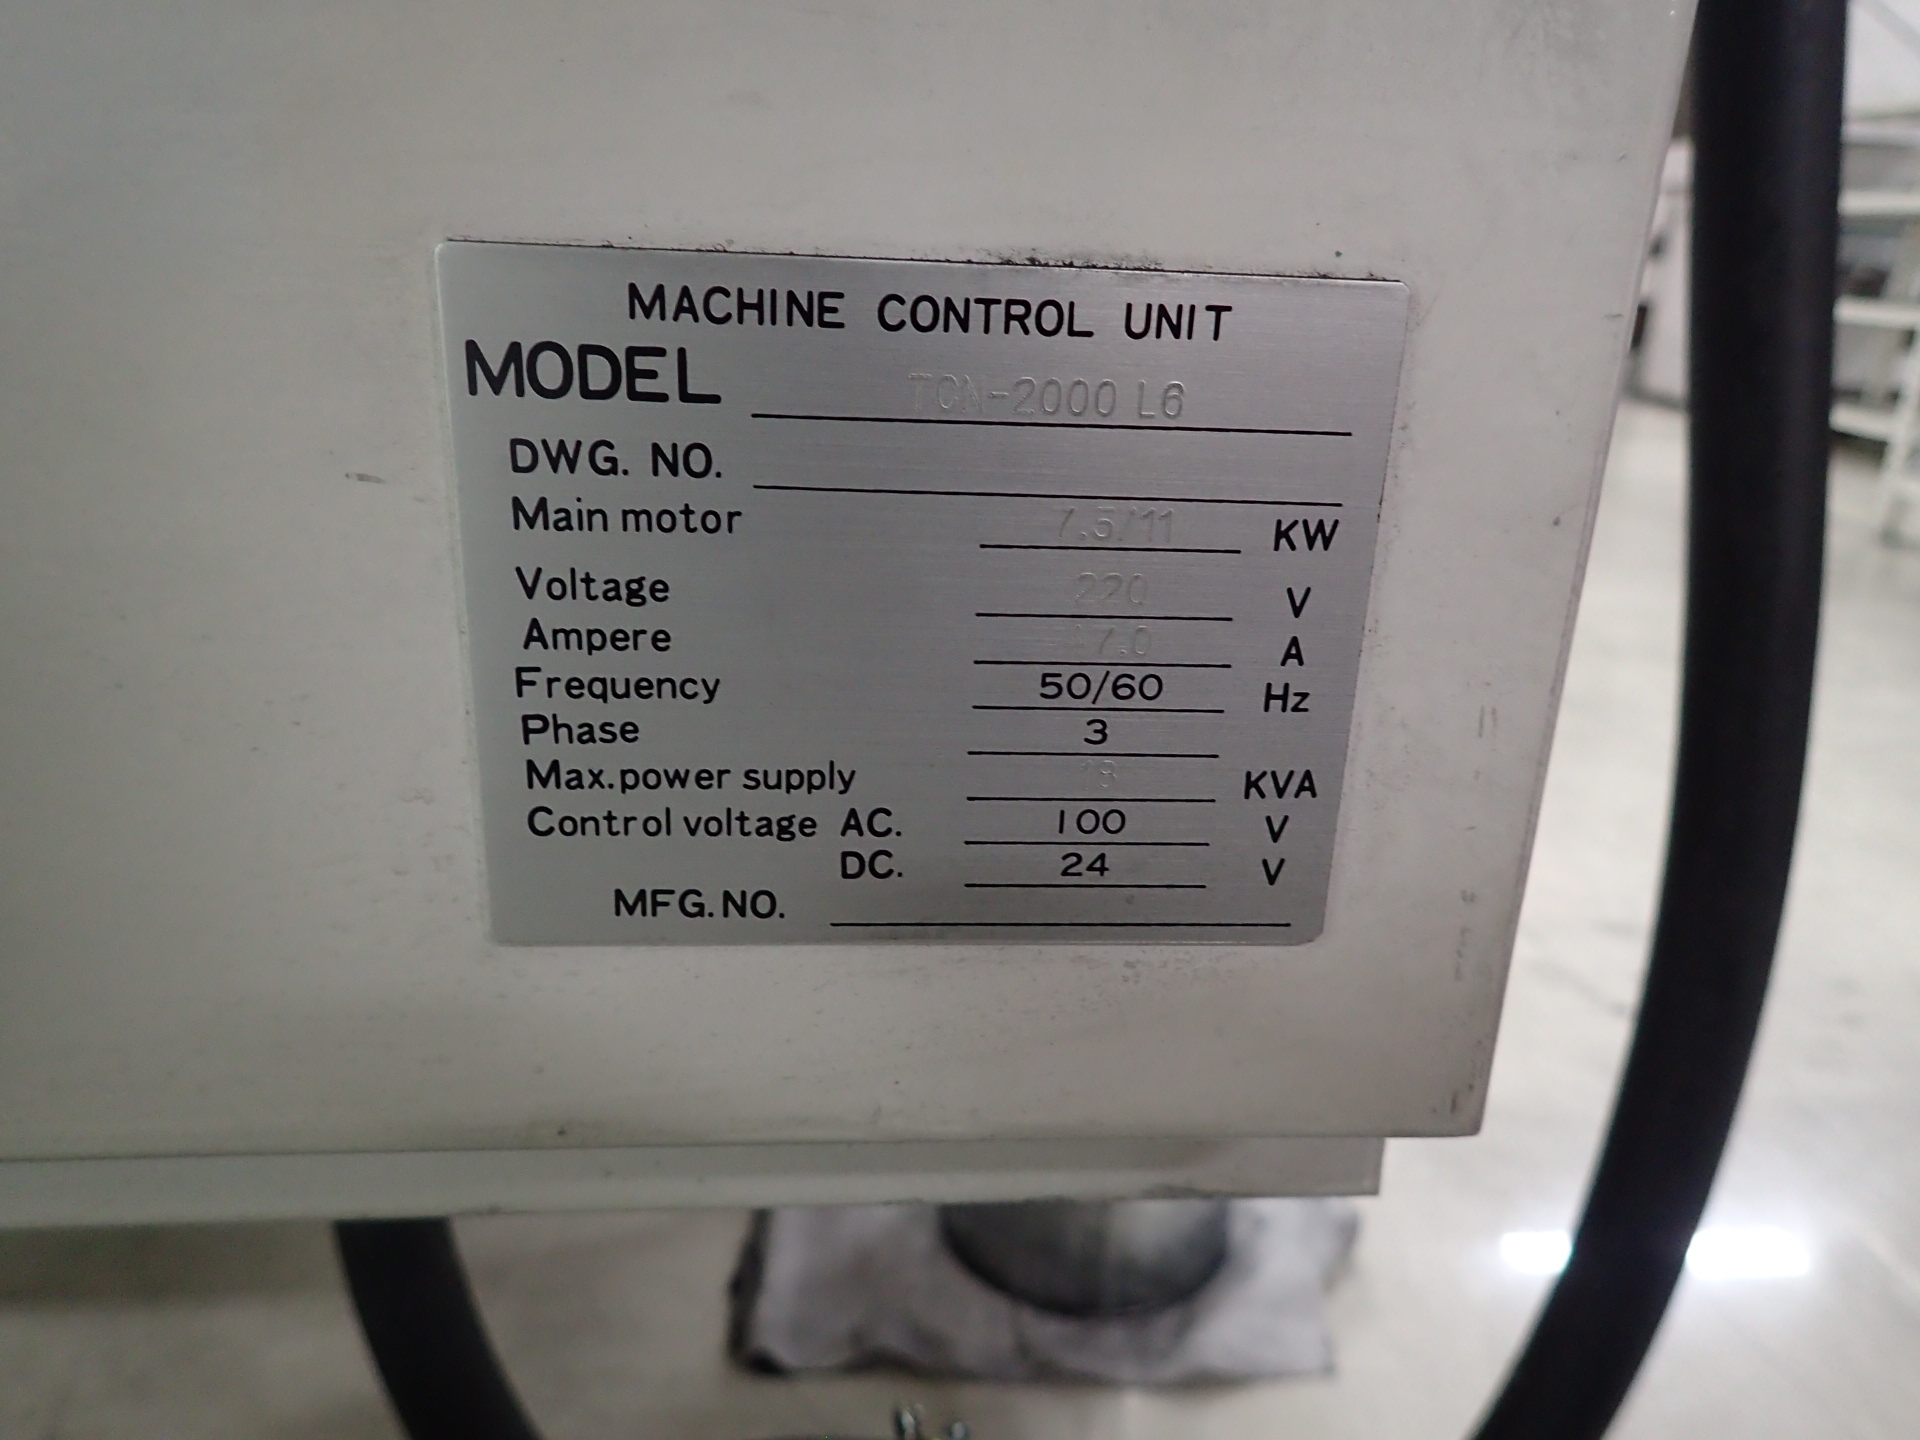 MACHINE CONTROL UNIT
MODEL TCN-2000 L6
DWG. NO.
Main motor 7.5/11 KW
Voltage 220 V
Ampere A
Frequency 50/60 Hz
Phase 3
Max. power supply 18 KVA
Control voltage AC. 100 V
DC. 24 V
MFG. NO.